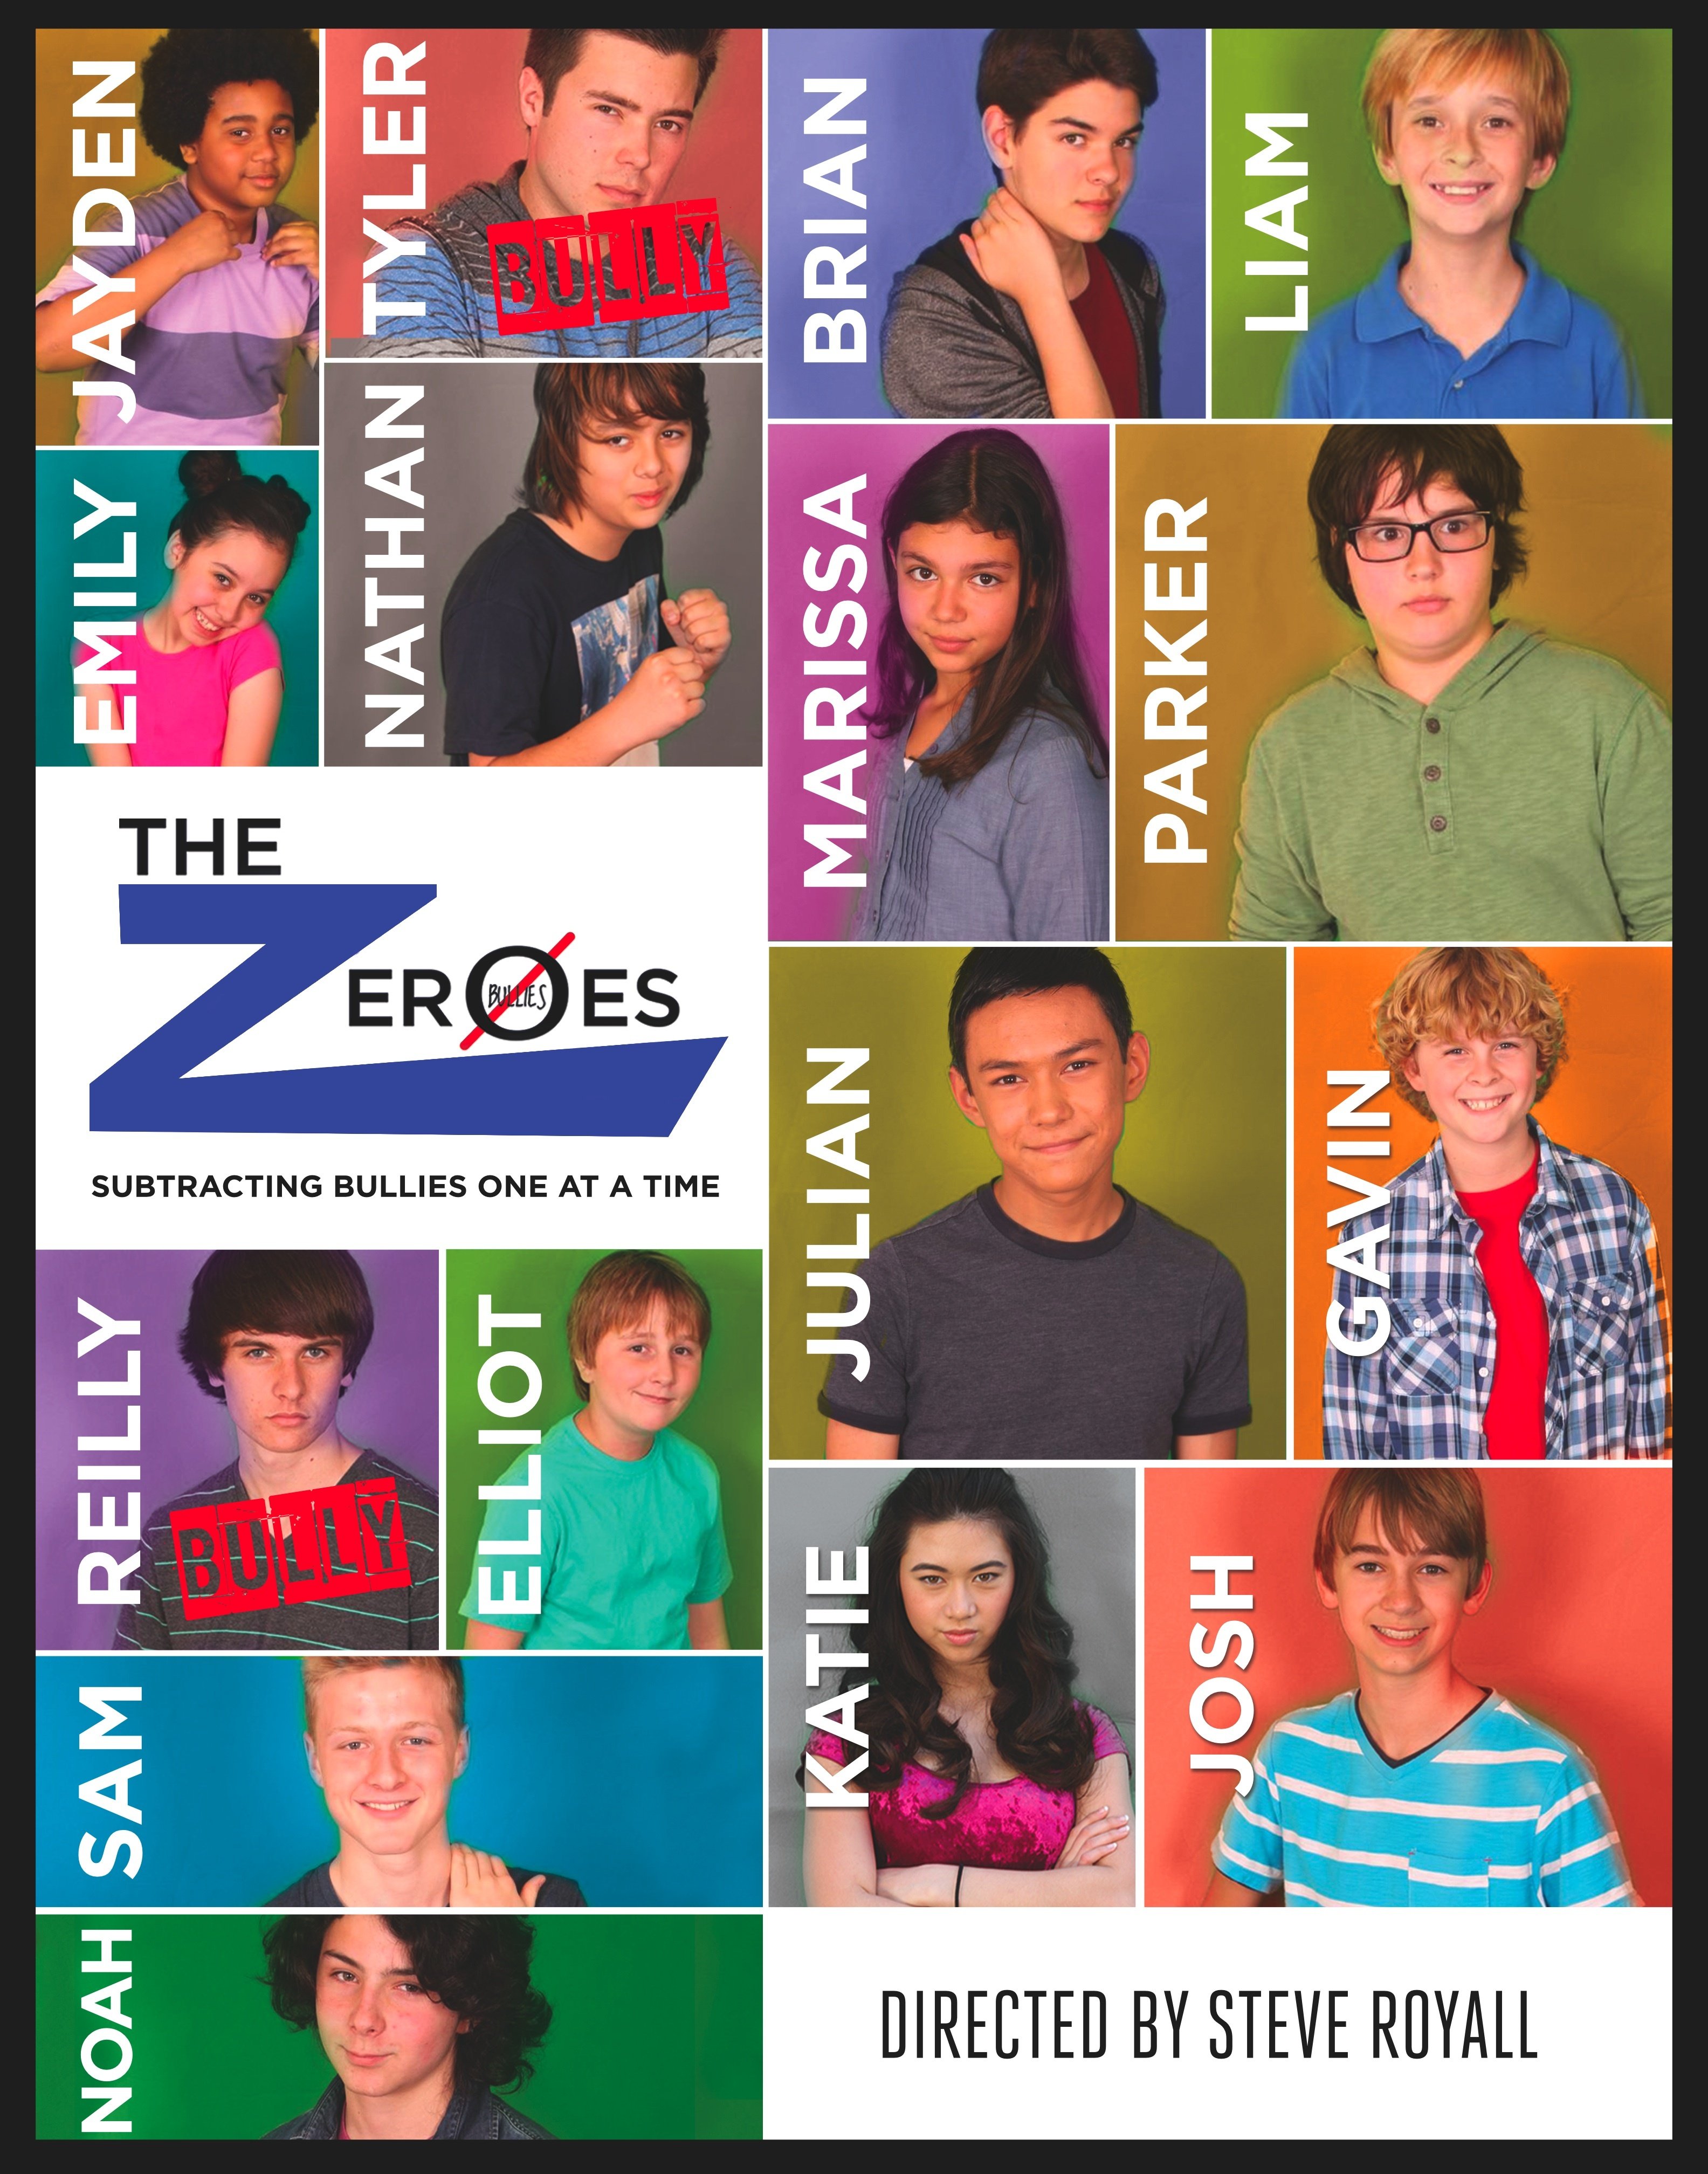 JAYDEN
TYLER
BULLY
BRIAN
LIAM
EMILY
NATHAN
MARISSA
PARKER
THE
ZEROES
BULLIES
SUBTRACTING BULLIES ONE AT A TIME
JULIAN
GAVIN
REILLY
BULLY
ELLIOT
KATIE
JOSH
SAM
NOAH
DIRECTED BY STEVE ROYALL